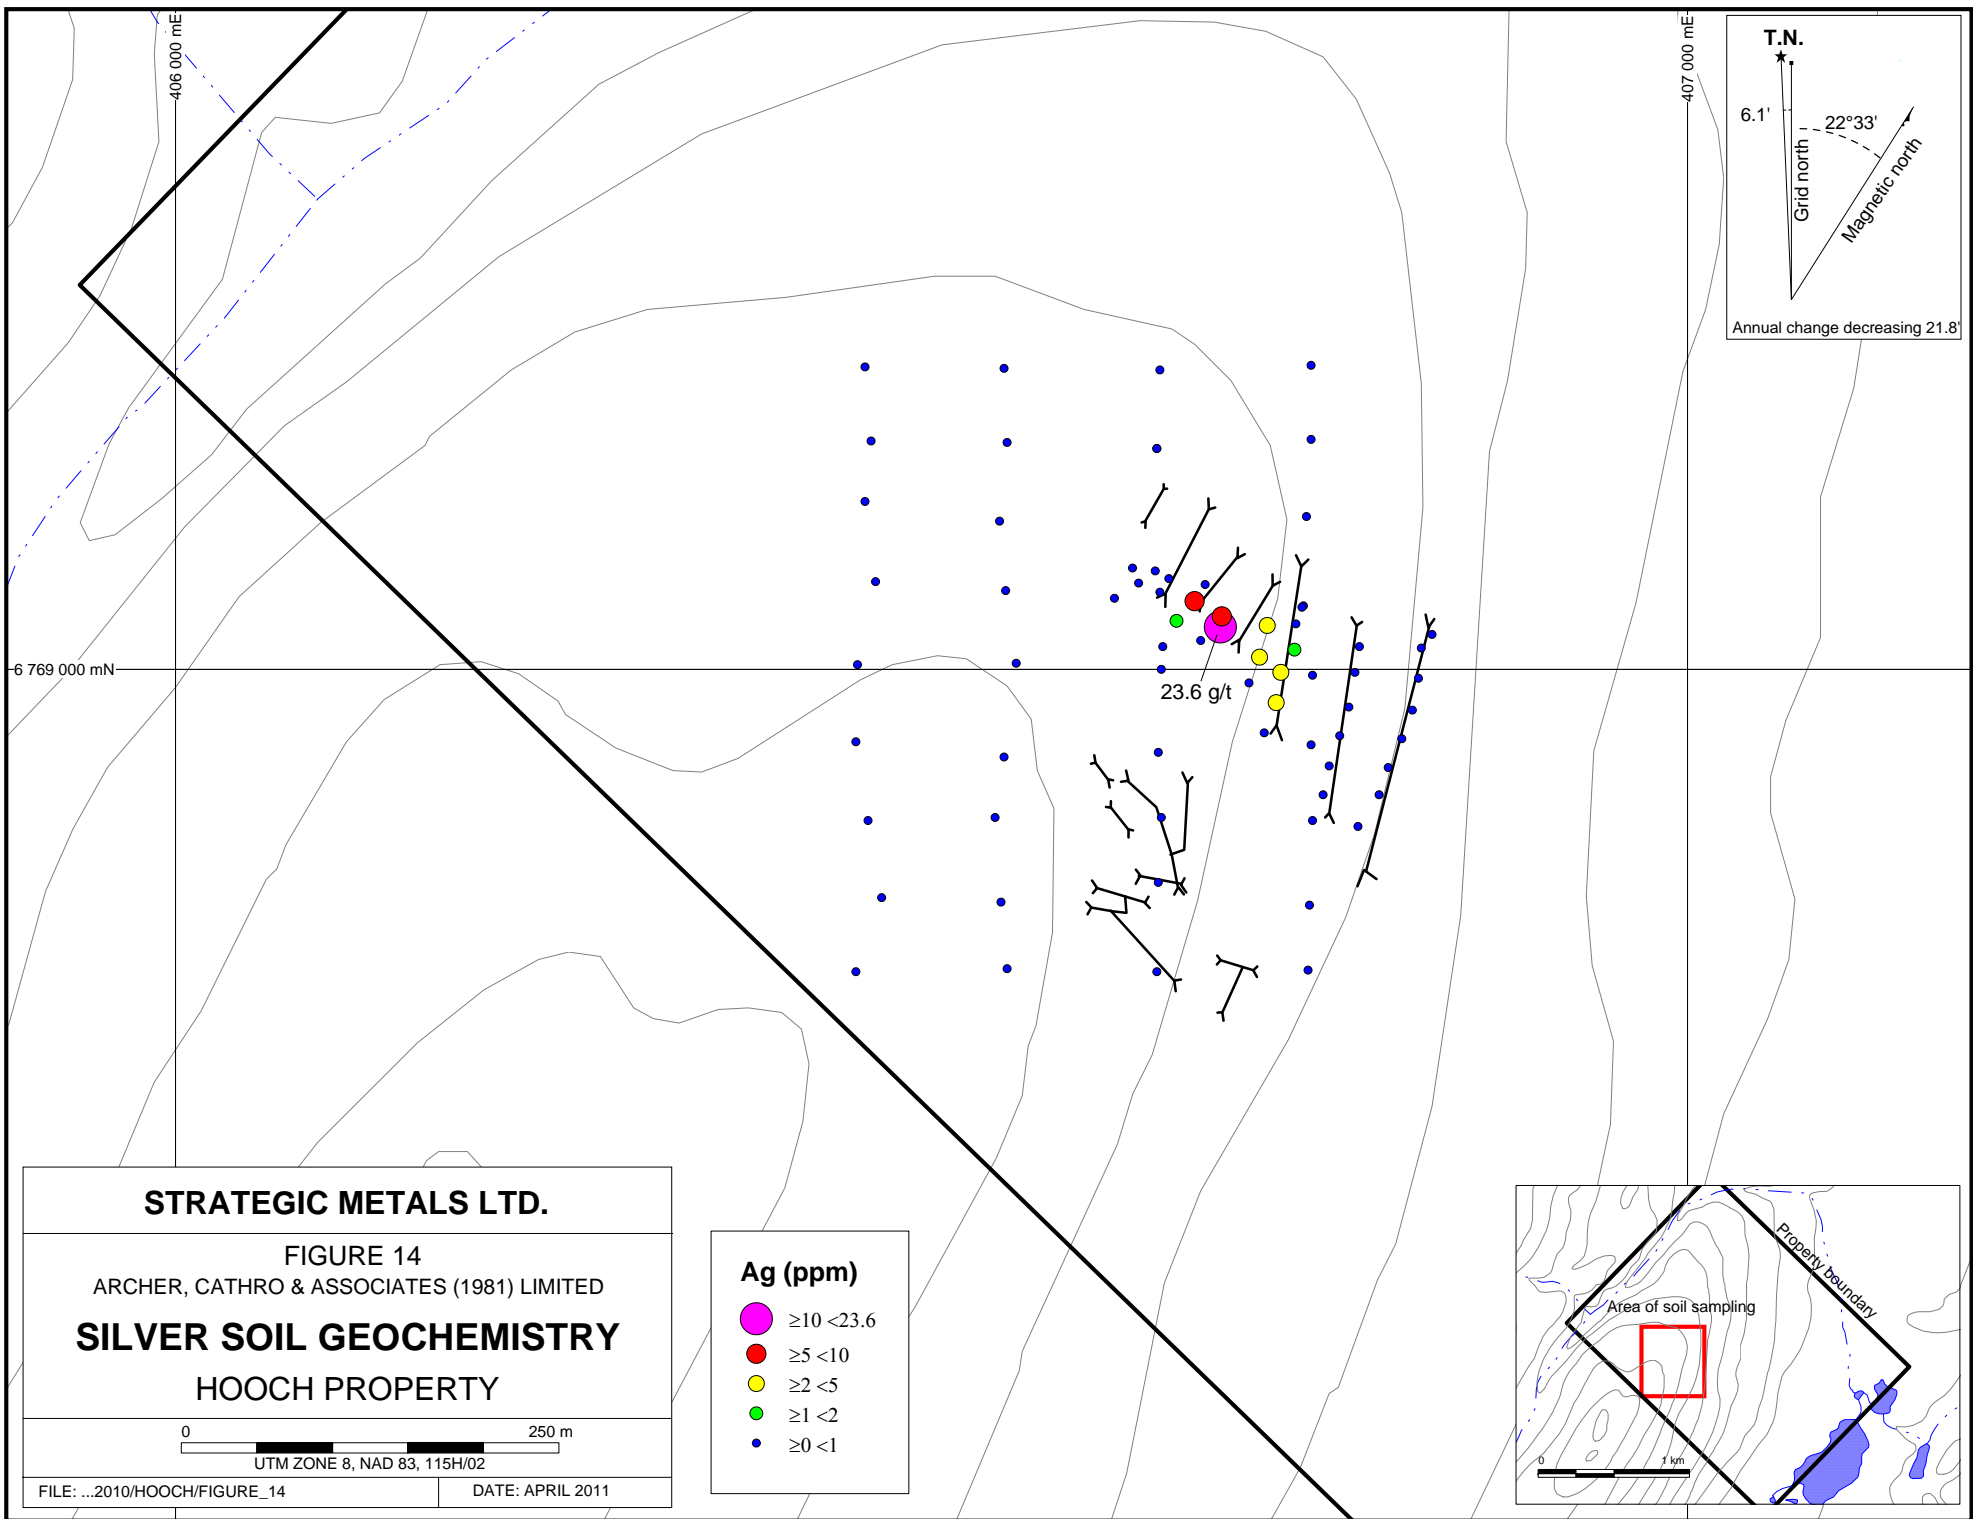 406 000 mE
407 000 mE
T.N.
6.1'
22°33'
Grid north
Magnetic north
Annual change decreasing 21.8'
6 769 000 mN
23.6 g/t
STRATEGIC METALS LTD.
FIGURE 14
ARCHER, CATHRO & ASSOCIATES (1981) LIMITED
SILVER SOIL GEOCHEMISTRY
HOOCH PROPERTY
0 250 m
UTM ZONE 8, NAD 83, 115H/02
FILE: ...2010/HOOCH/FIGURE_14 DATE: APRIL 2011
Ag (ppm)
≥10 <23.6
≥5 <10
≥2 <5
≥1 <2
≥0 <1
Property boundary
Area of soil sampling
0 1 km